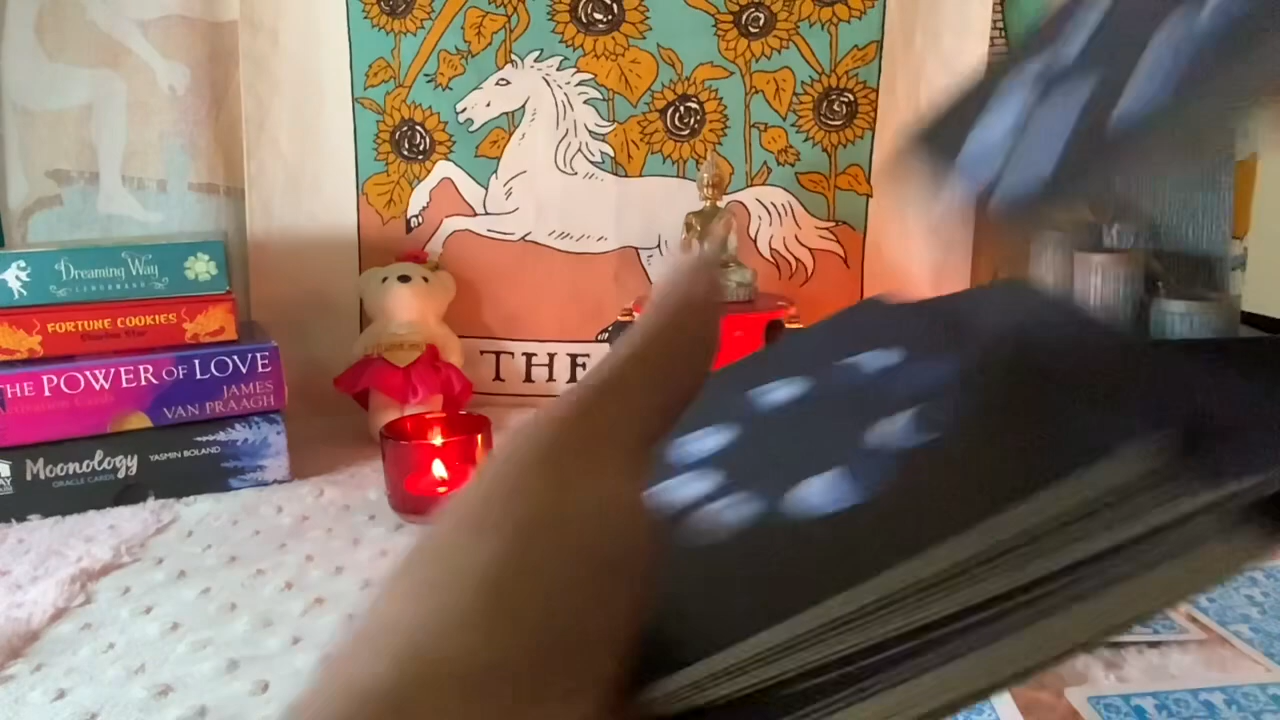 Dreaming Way
LENORMAND
FORTUNE COOKIES
THE POWER OF LOVE
JAMES
VAN PRAAGH
Moonology
YASMIN BOLAND
ORACLE CARDS
THE